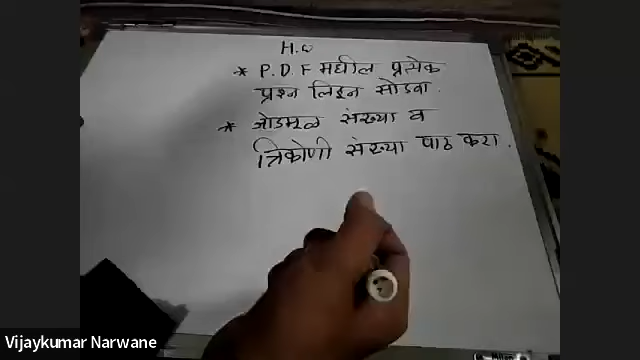 H.W
* P.D.F मधील प्रत्येक
प्रश्न लिहून सोडवा.
* जोडमूळ संख्या व
त्रिकोणी संख्या पाठ करा.
Vijaykumar Narwane